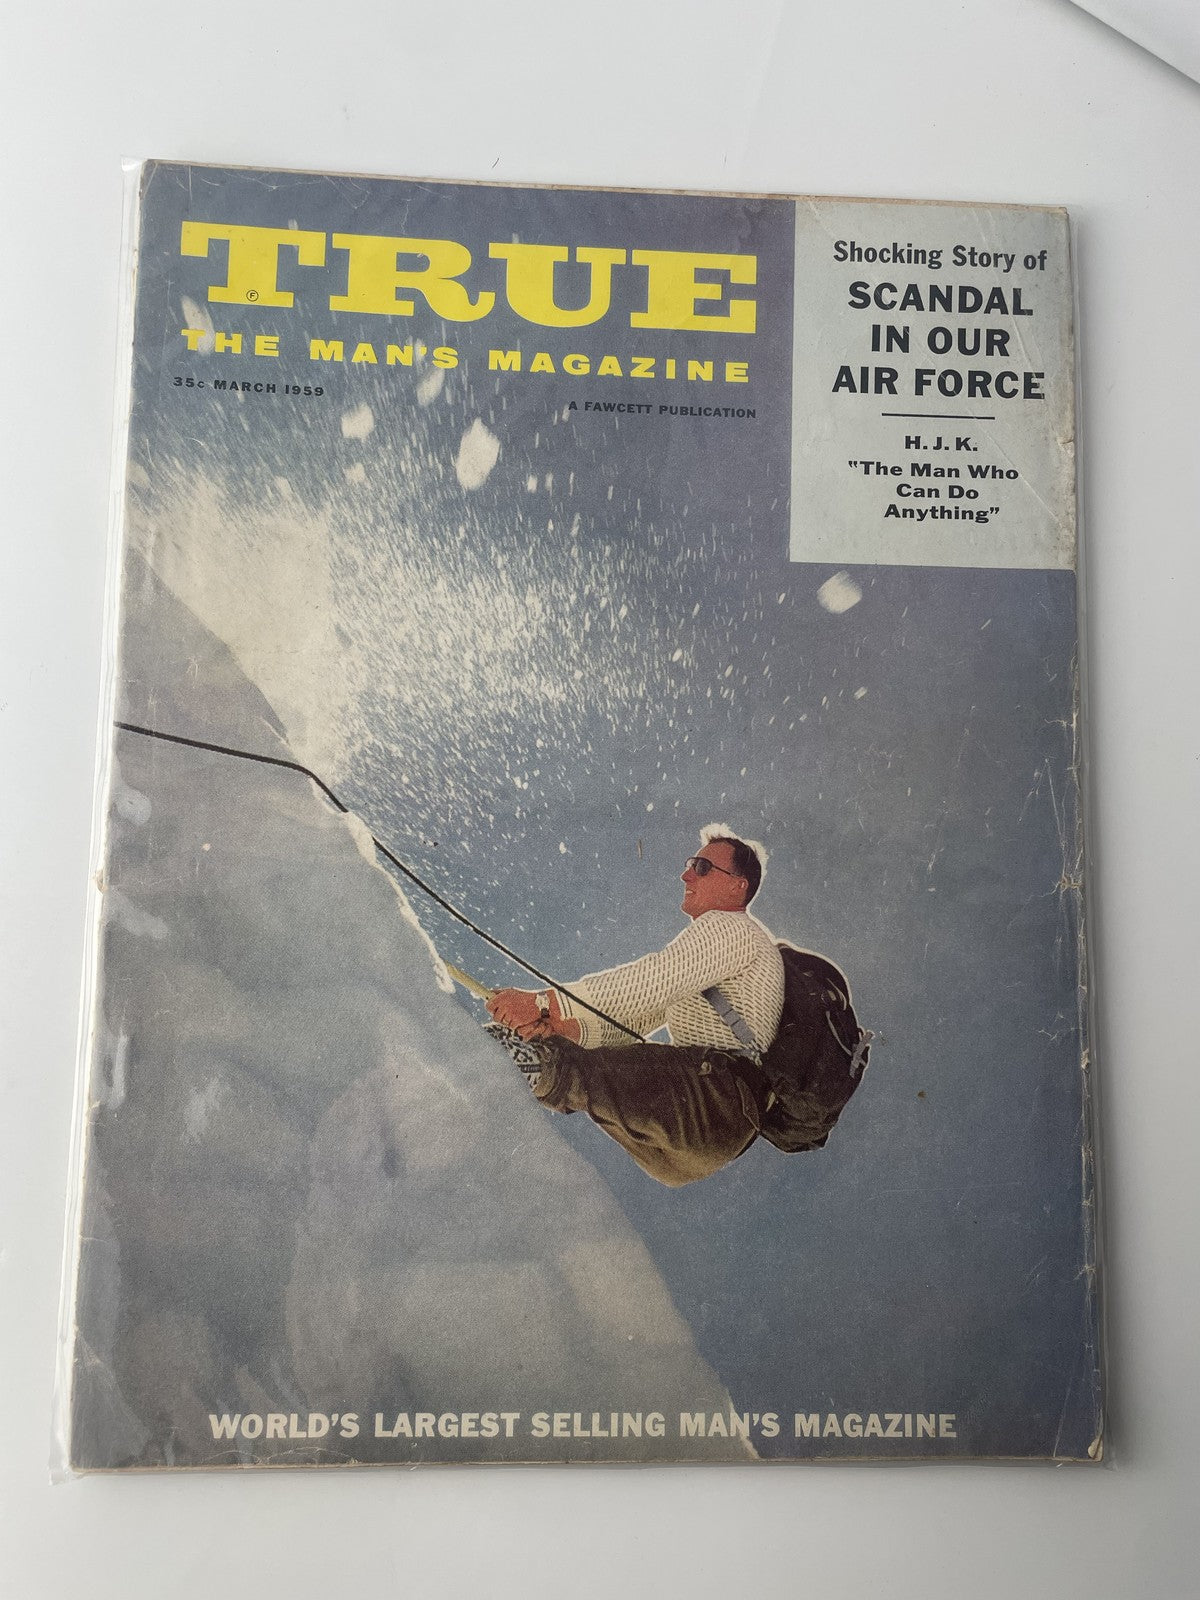 TRUE
Ⓕ
THE MAN'S MAGAZINE
35¢ MARCH 1959
A FAWCETT PUBLICATION
Shocking Story of
SCANDAL
IN OUR
AIR FORCE
H. J. K.
"The Man Who
Can Do
Anything"
WORLD'S LARGEST SELLING MAN'S MAGAZINE